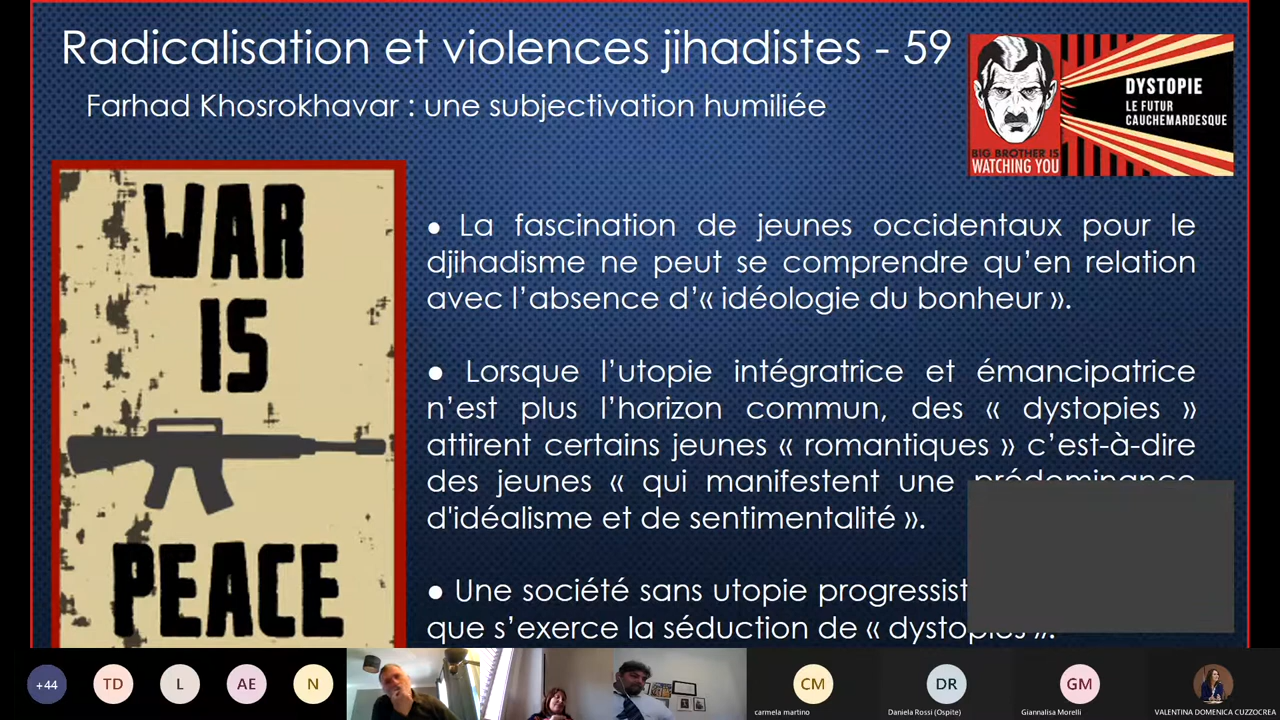 Radicalisation et violences jihadistes - 59
Farhad Khosrokhavar : une subjectivation humiliée
DYSTOPIE
LE FUTUR
CAUCHEMARDESQUE
BIG BROTHER IS
WATCHING YOU
WAR
IS
PEACE
● La fascination de jeunes occidentaux pour le
djihadisme ne peut se comprendre qu’en relation
avec l’absence d’« idéologie du bonheur ».
● Lorsque l’utopie intégratrice et émancipatrice
n’est plus l’horizon commun, des « dystopies »
attirent certains jeunes « romantiques » c’est-à-dire
des jeunes « qui manifestent une prédominance
d'idéalisme et de sentimentalité ».
● Une société sans utopie
que s’exerce la séduction de « dystopies ».
+44
TD
L
AE
N
CM
DR
GM
carmela martino
Daniela Rossi (Ospite)
Giannalisa Morelli
VALENTINA DOMENICA CUZZOCREA